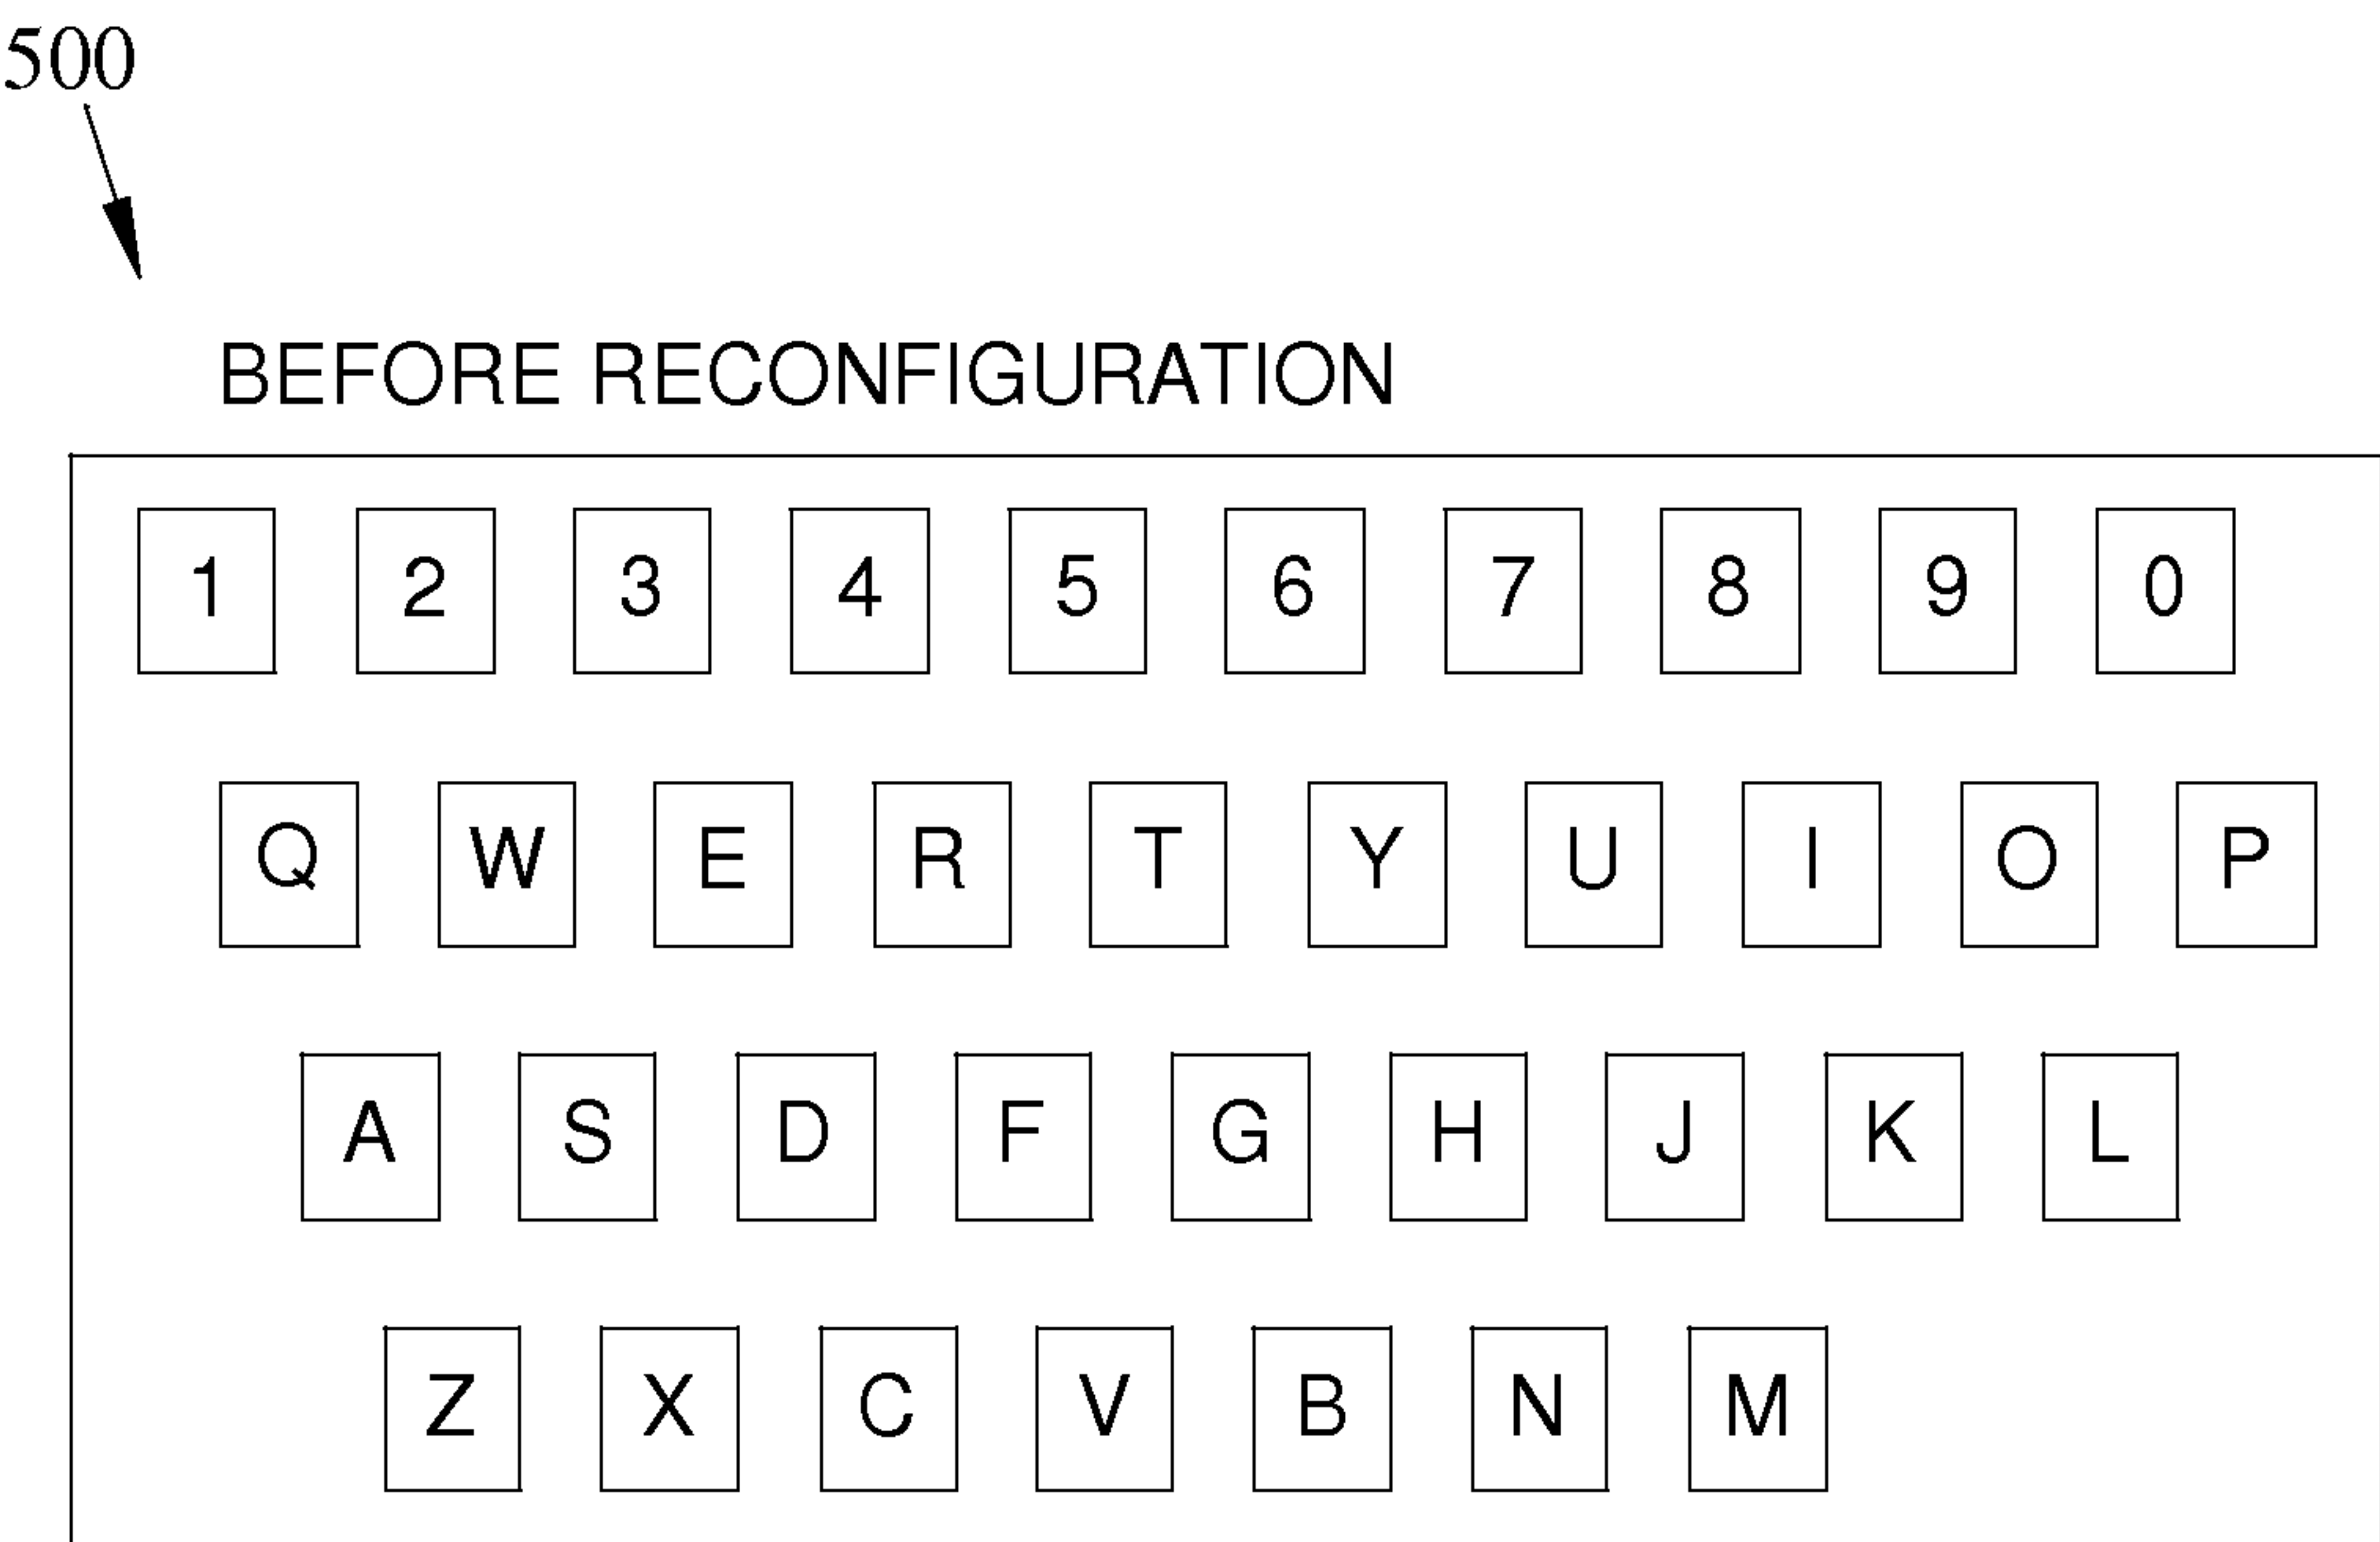 500
BEFORE RECONFIGURATION
1 2 3 4 5 6 7 8 9 0
Q W E R T Y U I O P
A S D F G H J K L
Z X C V B N M